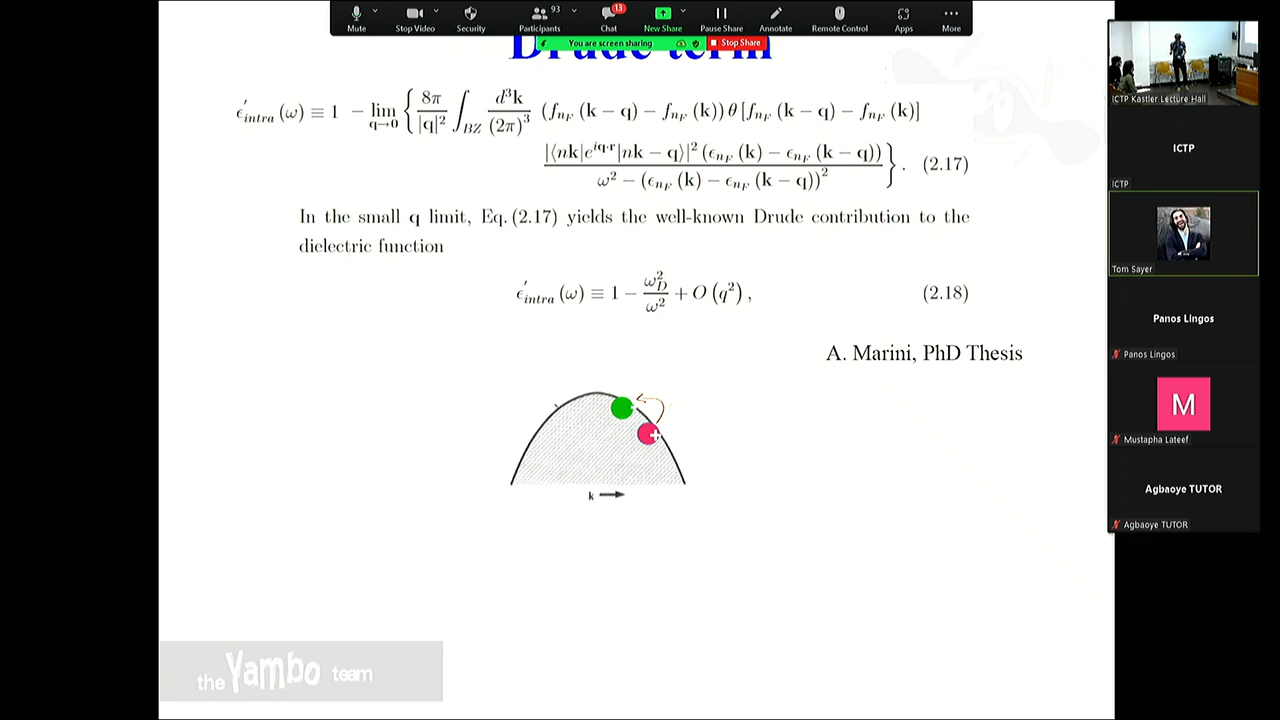 Mute
Stop Video
Security
Participants
93
Chat
13
New Share
Pause Share
Annotate
Remote Control
Apps
More
You are screen sharing
Stop Share
Drude term
ϵ′intra (ω) ≡ 1 − lim q→0 { 8π/|q|² ∫BZ d³k/(2π)³ (fnF (k − q) − fnF (k)) θ [fnF (k − q) − fnF (k)]
|⟨nk|e^{iq·r}|nk − q⟩|² (ϵnF (k) − ϵnF (k − q)) / ω² − (ϵnF (k) − ϵnF (k − q))² } . (2.17)
In the small q limit, Eq. (2.17) yields the well-known Drude contribution to the
dielectric function
ϵ′intra (ω) ≡ 1 − ω²D/ω² + O (q²) , (2.18)
A. Marini, PhD Thesis
k
the Yambo team
ICTP Kastler Lecture Hall
ICTP
ICTP
Tom Sayer
Panos Lingos
Panos Lingos
M
Mustapha Lateef
Agbaoye TUTOR
Agbaoye TUTOR